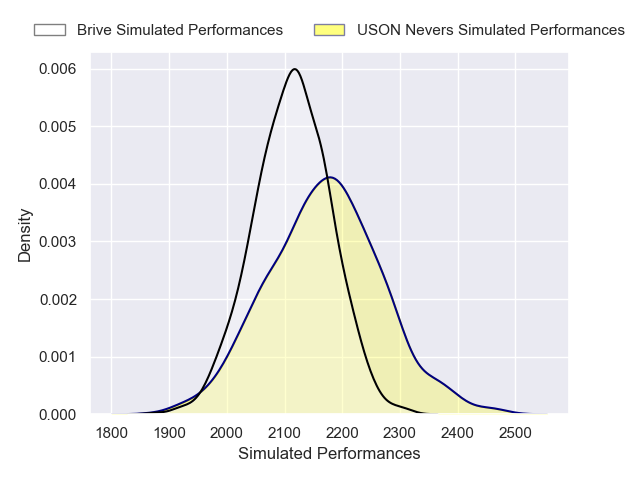 Brive Simulated Performances
USON Nevers Simulated Performances
0.006
0.005
0.004
0.003
0.002
0.001
0.000
Density
1800 1900 2000 2100 2200 2300 2400 2500
Simulated Performances